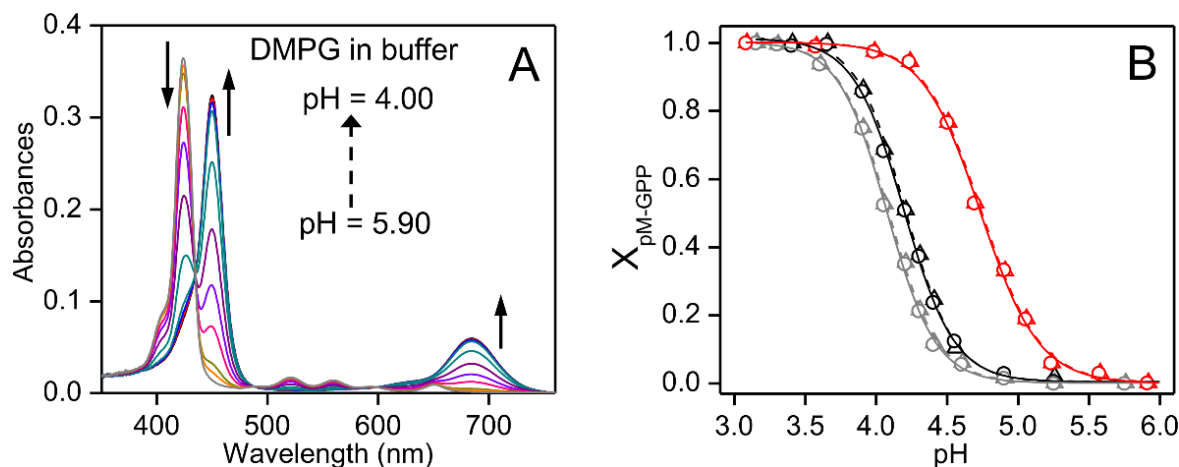 A
DMPG in buffer
pH = 4.00
pH = 5.90
Absorbances
0.4
0.3
0.2
0.1
0.0
400 500 600 700
Wavelength (nm)
B
X pM-GPP
1.0
0.8
0.6
0.4
0.2
0.0
3.0 3.5 4.0 4.5 5.0 5.5 6.0
pH